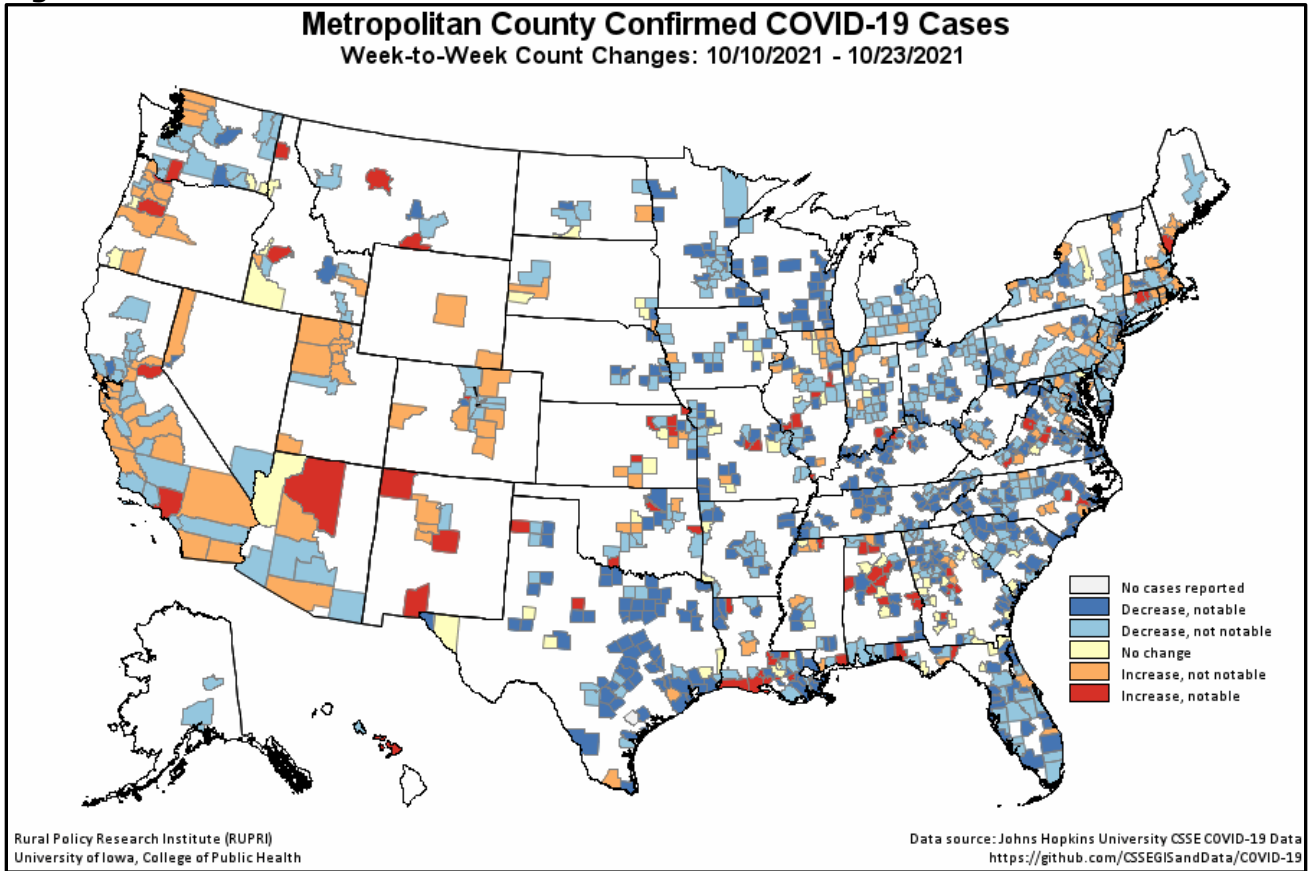 Metropolitan County Confirmed COVID-19 Cases
Week-to-Week Count Changes: 10/10/2021 - 10/23/2021
No cases reported
Decrease, notable
Decrease, not notable
No change
Increase, not notable
Increase, notable
Rural Policy Research Institute (RUPRI)
University of Iowa, College of Public Health
Data source: Johns Hopkins University CSSE COVID-19 Data
https://github.com/CSSEGISandData/COVID-19